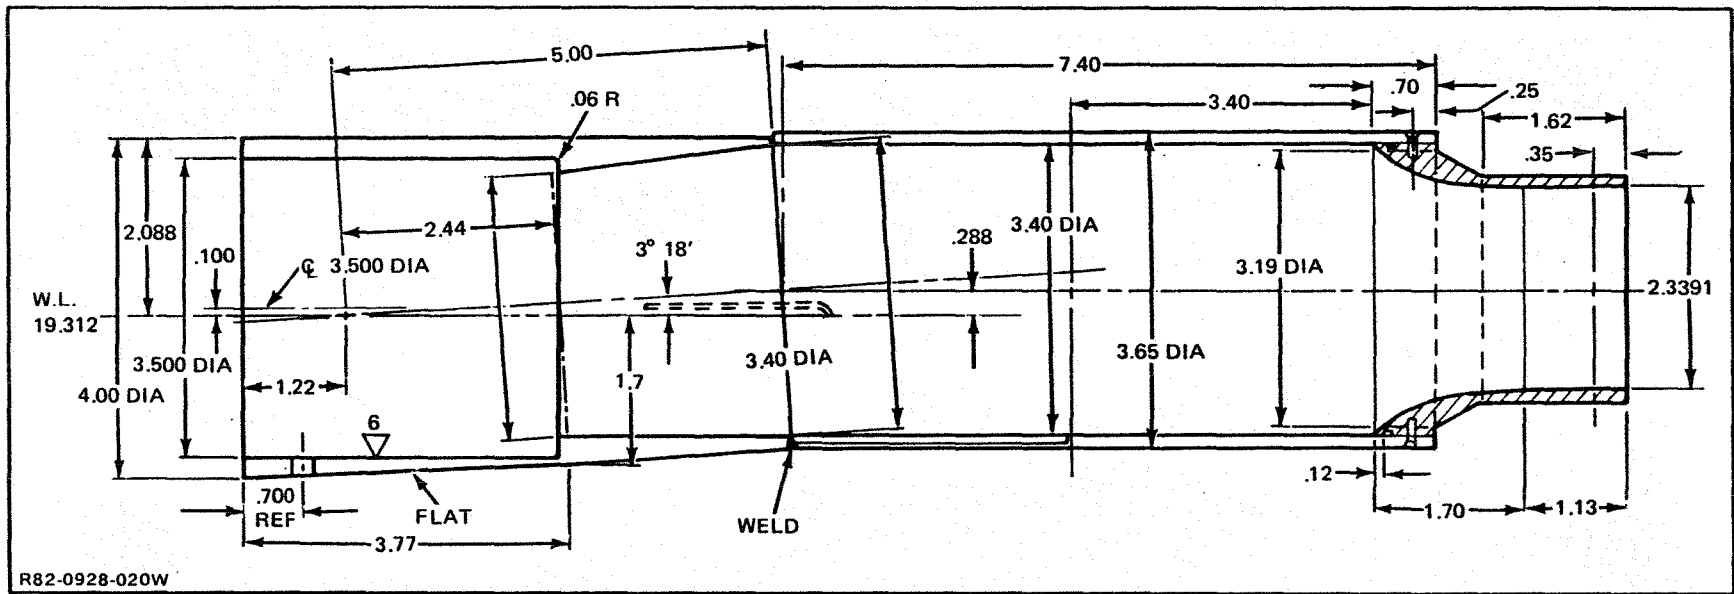 5.00
7.40
.06 R
.70
3.40
.25
1.62
.35
2.088
2.44
3.40 DIA
.288
.100
℄ 3.500 DIA
3° 18′
3.19 DIA
2.3391
W.L.
19.312
3.500 DIA
3.40 DIA
3.65 DIA
4.00 DIA
1.22
1.7
6
.700
REF
FLAT
WELD
.12
1.70
1.13
3.77
R82-0928-020W